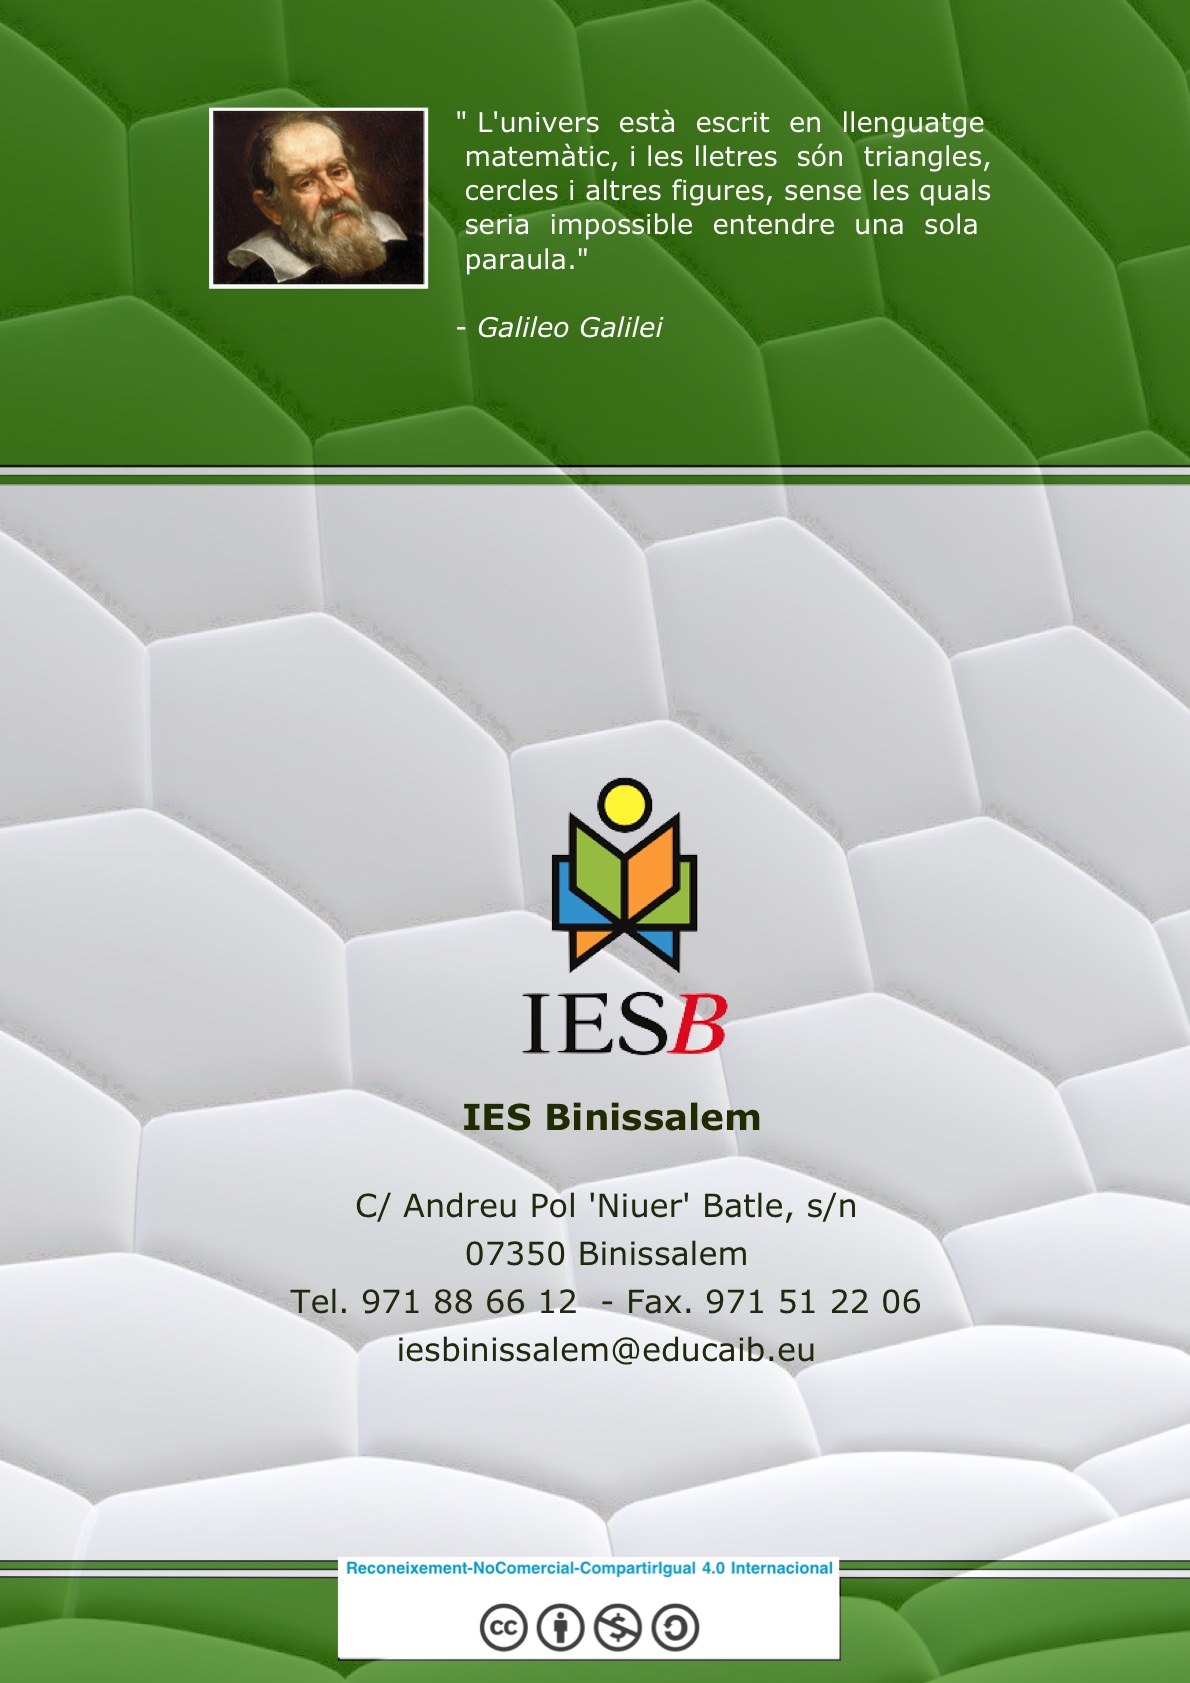 " L'univers està escrit en llenguatge
matemàtic, i les lletres són triangles,
cercles i altres figures, sense les quals
seria impossible entendre una sola
paraula."
- Galileo Galilei
IESB
IES Binissalem
C/ Andreu Pol 'Niuer' Batle, s/n
07350 Binissalem
Tel. 971 88 66 12 - Fax. 971 51 22 06
iesbinissalem@educaib.eu
Reconeixement-NoComercial-CompartirIgual 4.0 Internacional
cc